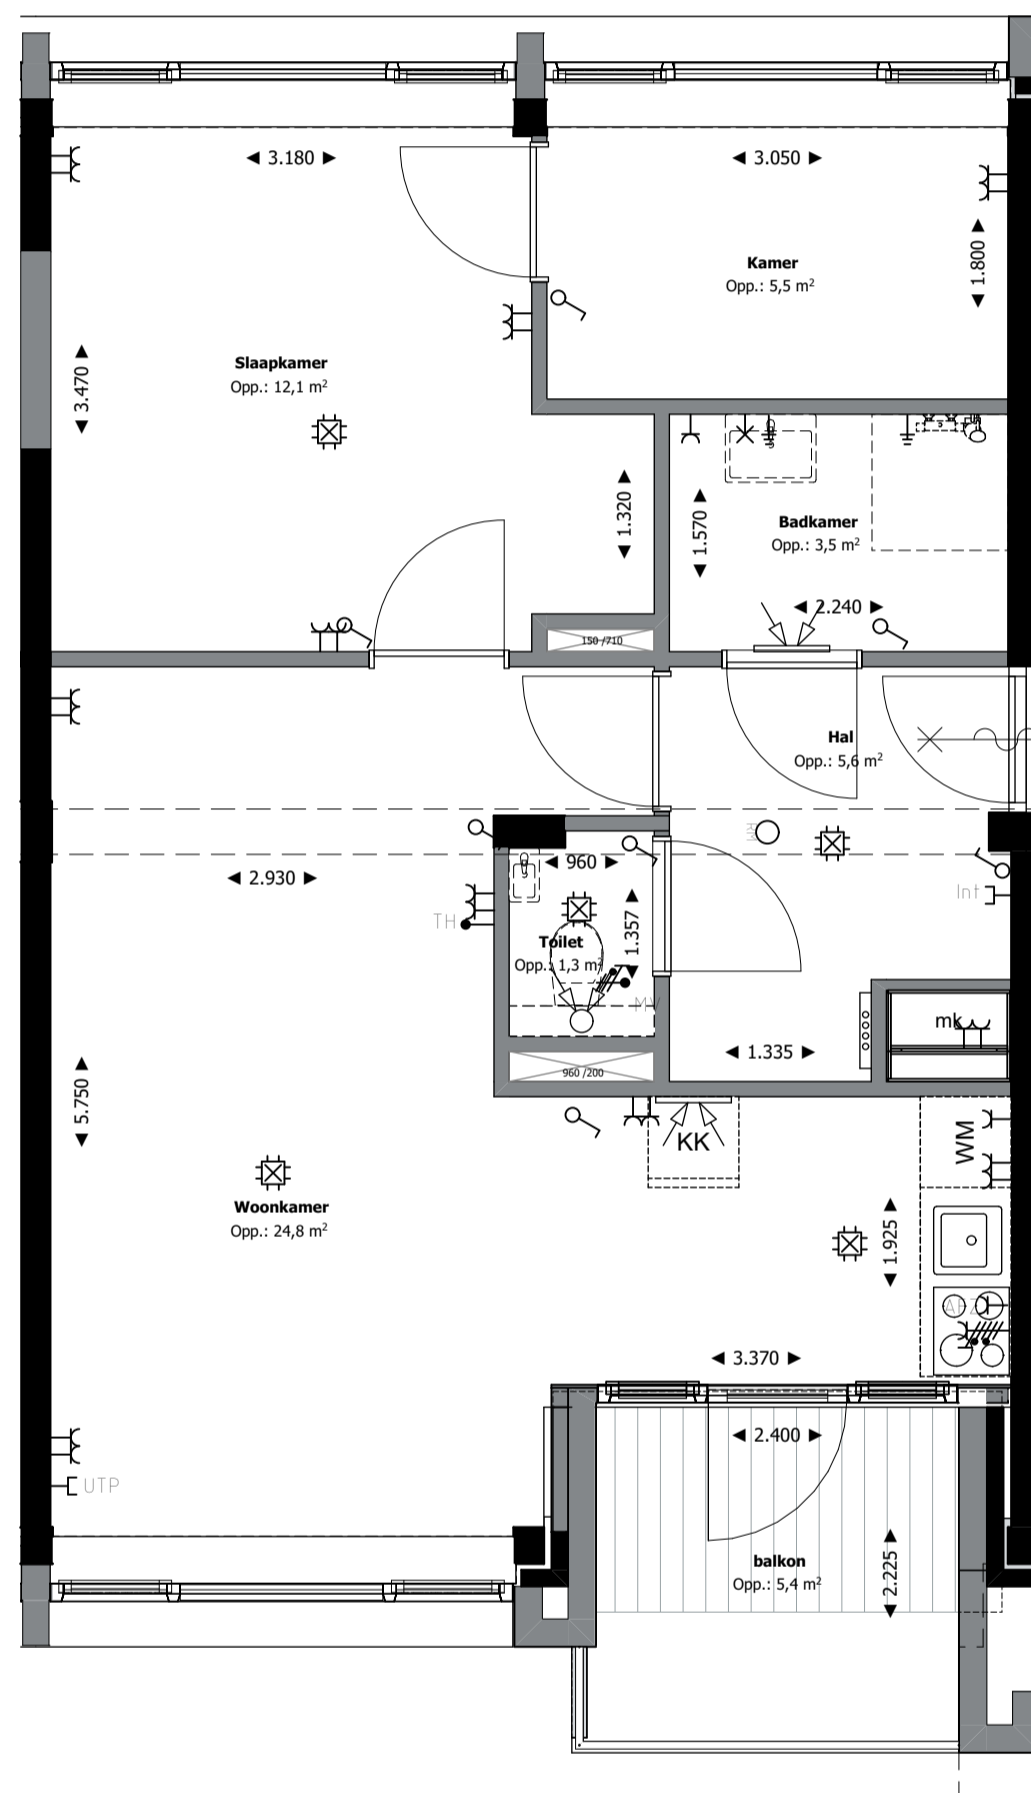 ◄ 3.180 ►
◄ 3.050 ►
◄ 1.800 ►
Kamer
Opp.: 5,5 m²
◄ 3.470 ►
Slaapkamer
Opp.: 12,1 m²
◄ 1.320 ►
◄ 1.570 ►
Badkamer
Opp.: 3,5 m²
◄ 2.240 ►
150 /710
Hal
Opp.: 5,6 m²
◄ 2.930 ►
◄ 960 ►
TH
Int
◄ 1.357 ►
Toilet
Opp.: 1,3 m²
MV
mk
◄ 1.335 ►
960 /200
◄ 5.750 ►
KK
WM
Woonkamer
Opp.: 24,8 m²
◄ 1.925 ►
◄ 3.370 ►
◄ 2.400 ►
UTP
balkon
Opp.: 5,4 m²
◄ 2.225 ►